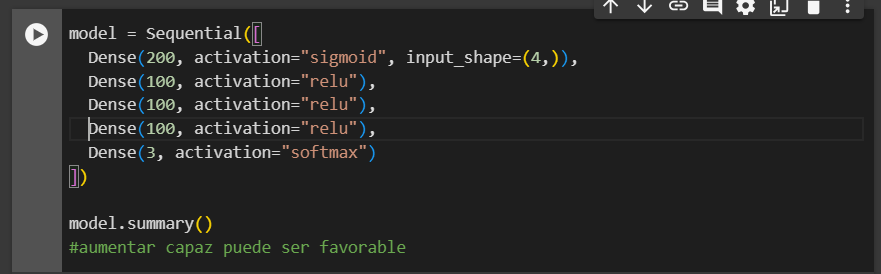 model = Sequential([
  Dense(200, activation="sigmoid", input_shape=(4,)),
  Dense(100, activation="relu"),
  Dense(100, activation="relu"),
  Dense(100, activation="relu"),
  Dense(3, activation="softmax")
])

model.summary()
#aumentar capaz puede ser favorable